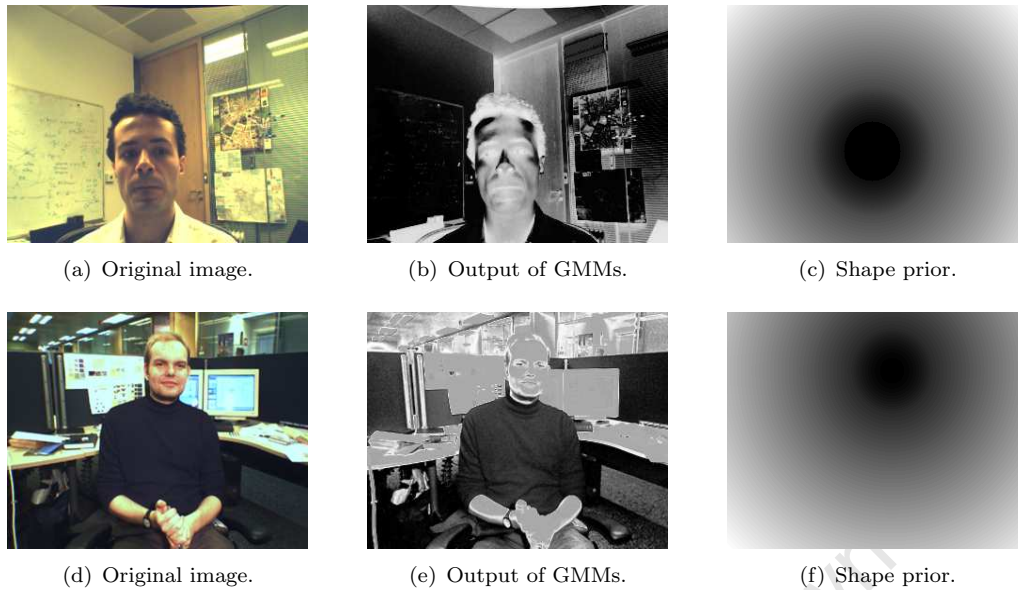 (a) Original image.
(b) Output of GMMs.
(c) Shape prior.
(d) Original image.
(e) Output of GMMs.
(f) Shape prior.